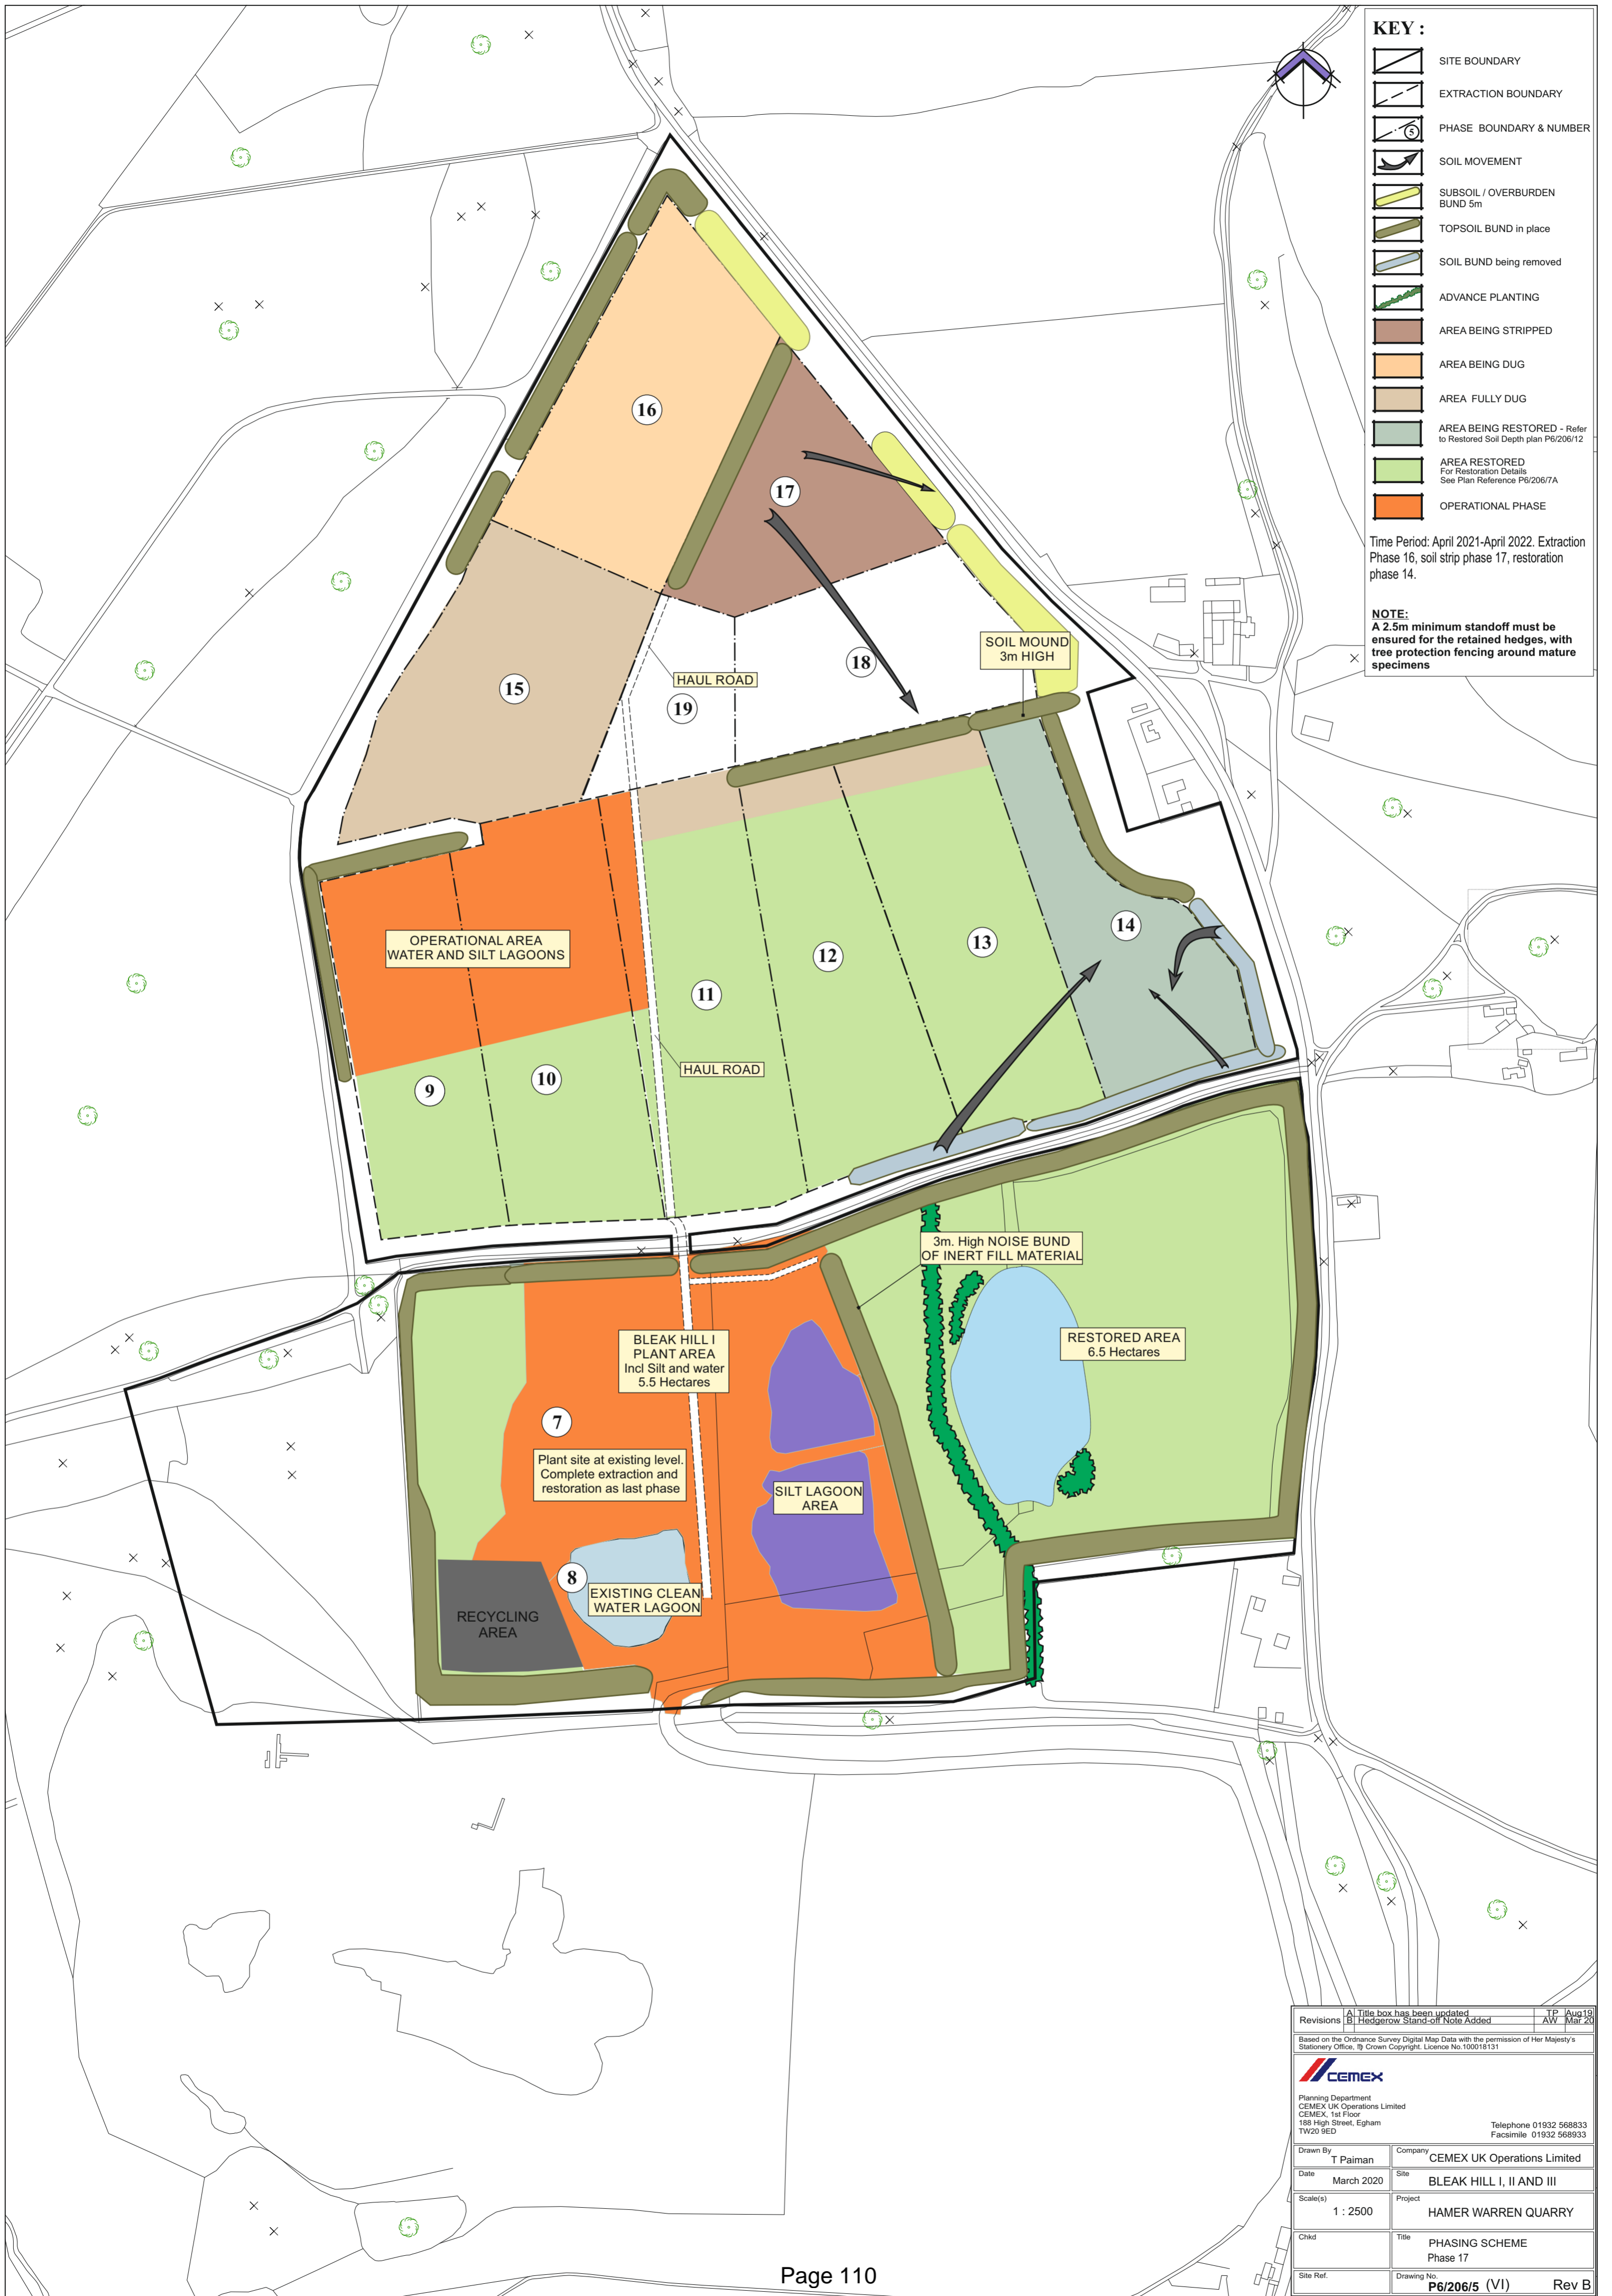 KEY :
SITE BOUNDARY
EXTRACTION BOUNDARY
5
PHASE BOUNDARY & NUMBER
SOIL MOVEMENT
SUBSOIL / OVERBURDEN
BUND 5m
TOPSOIL BUND in place
SOIL BUND being removed
ADVANCE PLANTING
AREA BEING STRIPPED
AREA BEING DUG
AREA FULLY DUG
AREA BEING RESTORED - Refer
to Restored Soil Depth plan P6/206/12
AREA RESTORED
For Restoration Details
See Plan Reference P6/206/7A
OPERATIONAL PHASE
Time Period: April 2021-April 2022. Extraction
Phase 16, soil strip phase 17, restoration
phase 14.
NOTE:
A 2.5m minimum standoff must be
ensured for the retained hedges, with
tree protection fencing around mature
specimens
16
17
SOIL MOUND
3m HIGH
18
HAUL ROAD
15
19
OPERATIONAL AREA
WATER AND SILT LAGOONS
14
13
12
11
HAUL ROAD
10
9
3m. High NOISE BUND
OF INERT FILL MATERIAL
BLEAK HILL I
PLANT AREA
Incl Silt and water
5.5 Hectares
RESTORED AREA
6.5 Hectares
7
Plant site at existing level.
Complete extraction and
restoration as last phase
SILT LAGOON
AREA
8
EXISTING CLEAN
WATER LAGOON
RECYCLING
AREA
Revisions
A Title box has been updated TP Aug19
B Hedgerow Stand-off Note Added AW Mar 20
Based on the Ordnance Survey Digital Map Data with the permission of Her Majesty's
Stationery Office, Crown Copyright. Licence No.100018131
CEMEX
Planning Department
CEMEX UK Operations Limited
CEMEX, 1st Floor
188 High Street, Egham
TW20 9ED
Telephone 01932 568833
Facsimile 01932 568933
Drawn By
T Paiman
Company
CEMEX UK Operations Limited
Date
March 2020
Site
BLEAK HILL I, II AND III
Scale(s)
1 : 2500
Project
HAMER WARREN QUARRY
Chkd
Title
PHASING SCHEME
Phase 17
Site Ref.
Drawing No.
P6/206/5 (VI) Rev B
Page 110